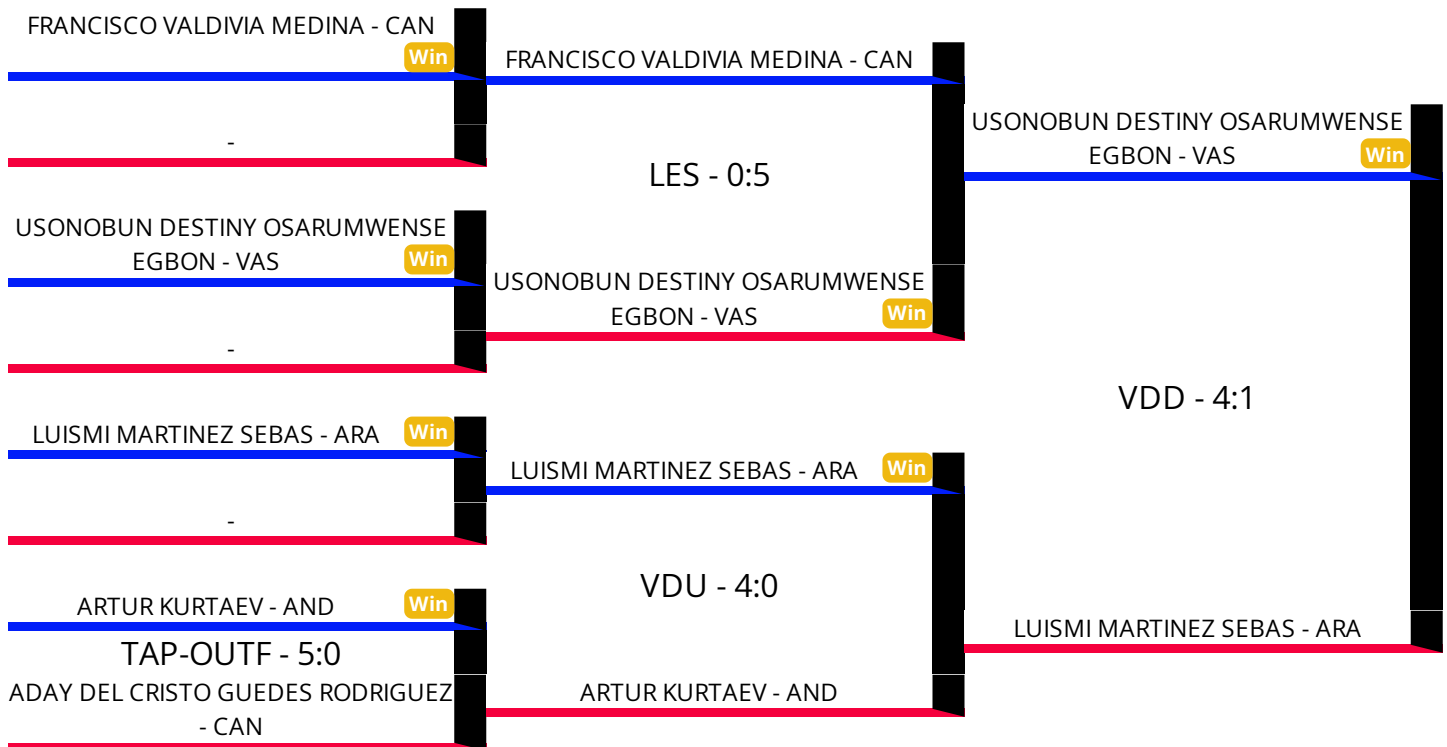 FRANCISCO VALDIVIA MEDINA - CAN
Win
-
USONOBUN DESTINY OSARUMWENSE
EGBON - VAS
Win
-
LUISMI MARTINEZ SEBAS - ARA
Win
-
ARTUR KURTAEV - AND
Win
TAP-OUTF - 5:0
ADAY DEL CRISTO GUEDES RODRIGUEZ
- CAN
FRANCISCO VALDIVIA MEDINA - CAN
LES - 0:5
USONOBUN DESTINY OSARUMWENSE
EGBON - VAS
Win
LUISMI MARTINEZ SEBAS - ARA
Win
VDU - 4:0
ARTUR KURTAEV - AND
USONOBUN DESTINY OSARUMWENSE
EGBON - VAS
Win
VDD - 4:1
LUISMI MARTINEZ SEBAS - ARA